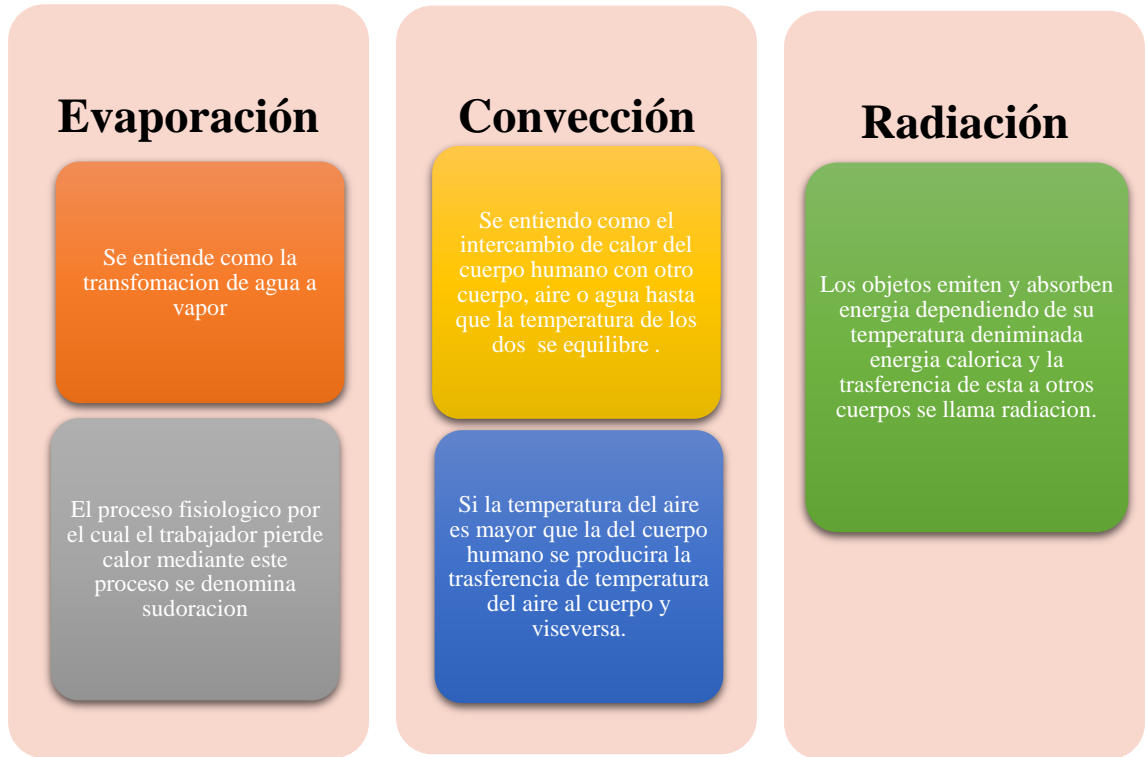 Evaporación
Se entiende como la
transfomacion de agua a
vapor
El proceso fisiologico por
el cual el trabajador pierde
calor mediante este
proceso se denomina
sudoracion
Convección
Se entiendo como el
intercambio de calor del
cuerpo humano con otro
cuerpo, aire o agua hasta
que la temperatura de los
dos  se equilibre .
Si la temperatura del aire
es mayor que la del cuerpo
humano se producira la
trasferencia de temperatura
del aire al cuerpo y
viseversa.
Radiación
Los objetos emiten y absorben
energia dependiendo de su
temperatura deniminada
energia calorica y la
trasferencia de esta a otros
cuerpos se llama radiacion.